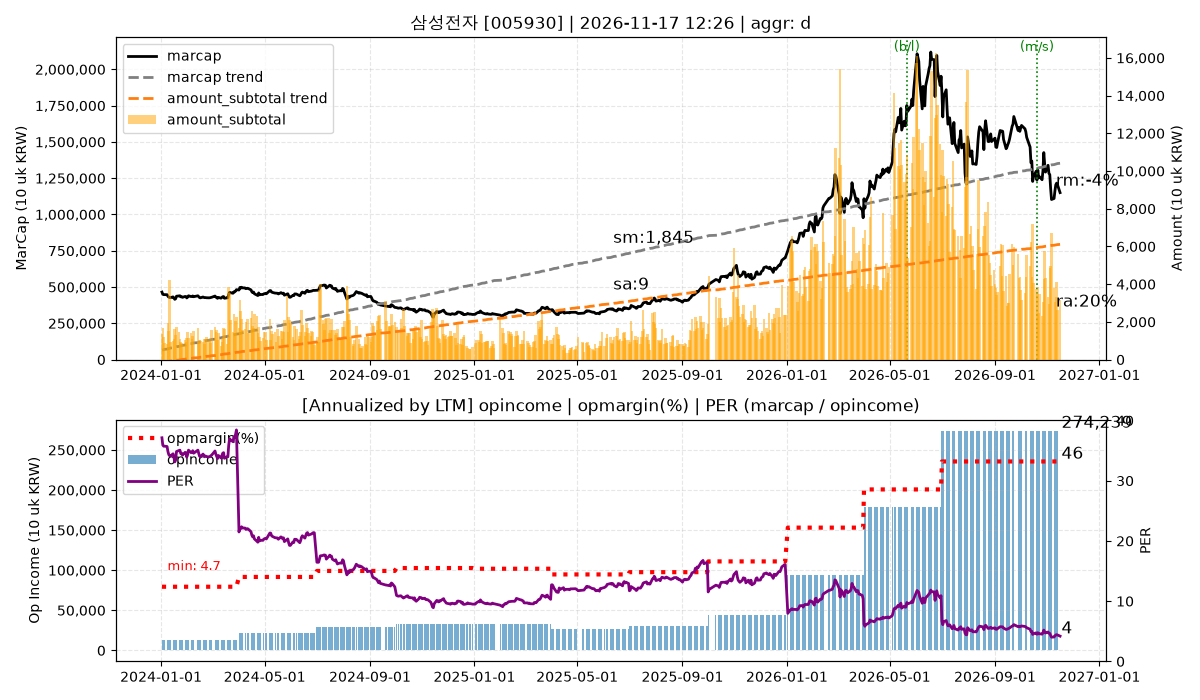 삼성전자 [005930] | 2026-11-17 12:26 | aggr: d
marcap
marcap trend
amount_subtotal trend
amount_subtotal
(b/l)
(m/s)
MarCap (10 uk KRW)
2,000,000
1,750,000
1,500,000
1,250,000
1,000,000
750,000
500,000
250,000
0
sm:1,845
sa:9
rm:-4%
ra:20%
16,000
14,000
12,000
10,000
8,000
6,000
4,000
2,000
0
Amount (10 uk KRW)
2024-01-01
2024-05-01
2024-09-01
2025-01-01
2025-05-01
2025-09-01
2026-01-01
2026-05-01
2026-09-01
2027-01-01
[Annualized by LTM] opincome | opmargin(%) | PER (marcap / opincome)
opmargin(%)
opincome
PER
Op Income (10 uk KRW)
250,000
200,000
150,000
100,000
50,000
0
min: 4.7
274,239
46
4
40
30
20
10
0
PER
2024-01-01
2024-05-01
2024-09-01
2025-01-01
2025-05-01
2025-09-01
2026-01-01
2026-05-01
2026-09-01
2027-01-01